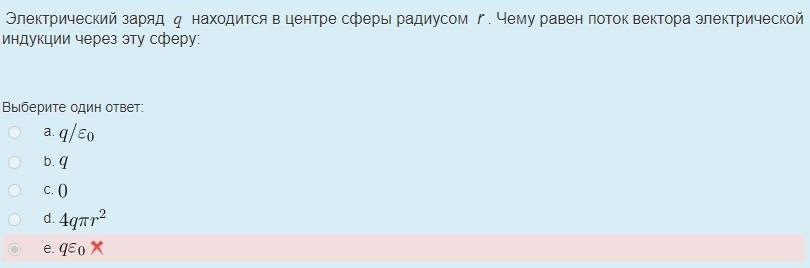 Электрический заряд q находится в центре сферы радиусом r. Чему равен поток вектора электрической
индукции через эту сферу:
Выберите один ответ:
a. q/ε₀
b. q
c. 0
d. 4qπr²
e. qε₀